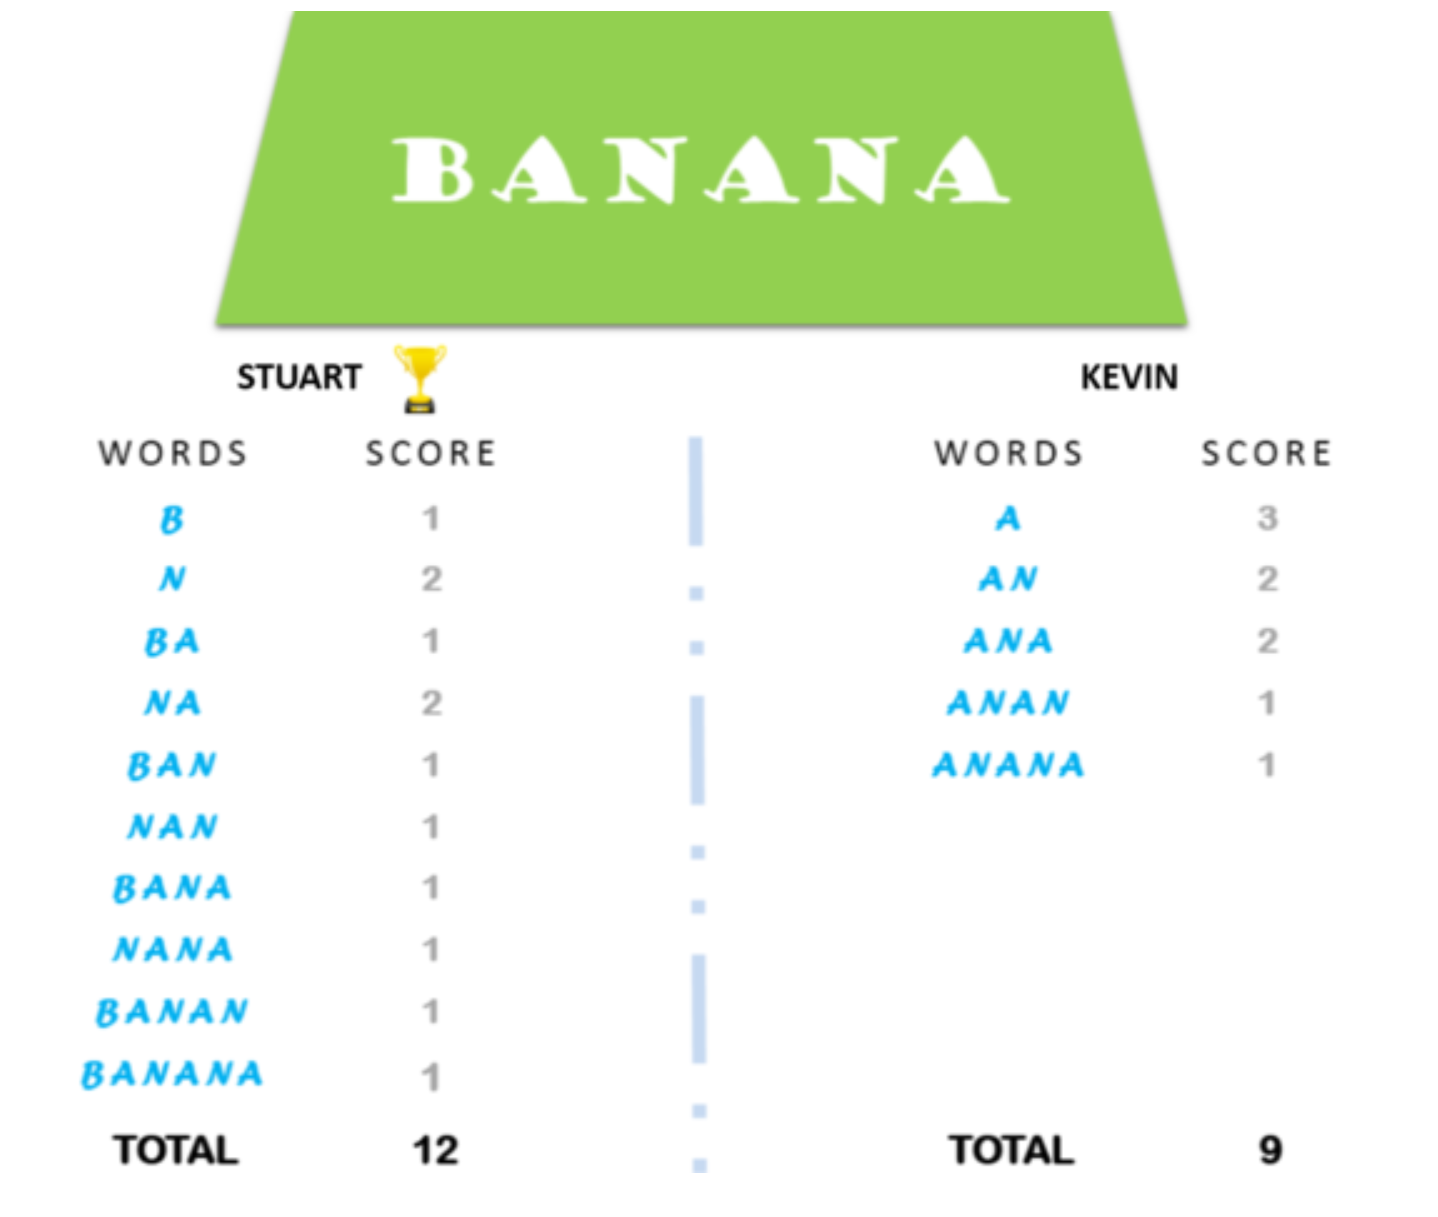 BANANA
STUART
WORDS SCORE
B 1
N 2
BA 1
NA 2
BAN 1
NAN 1
BANA 1
NANA 1
BANAN 1
BANANA 1
TOTAL 12
KEVIN
WORDS SCORE
A 3
AN 2
ANA 2
ANAN 1
ANANA 1
TOTAL 9